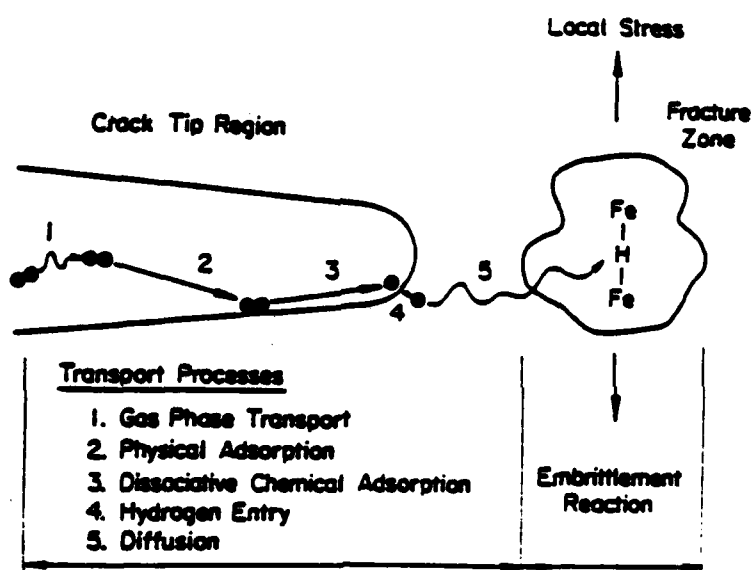 Local Stress
Fracture
Zone
Crack Tip Region
1
2
3
4
5
Fe
H
Fe
Transport Processes
1. Gas Phase Transport
2. Physical Adsorption
3. Dissociative Chemical Adsorption
4. Hydrogen Entry
5. Diffusion
Embrittlement
Reaction